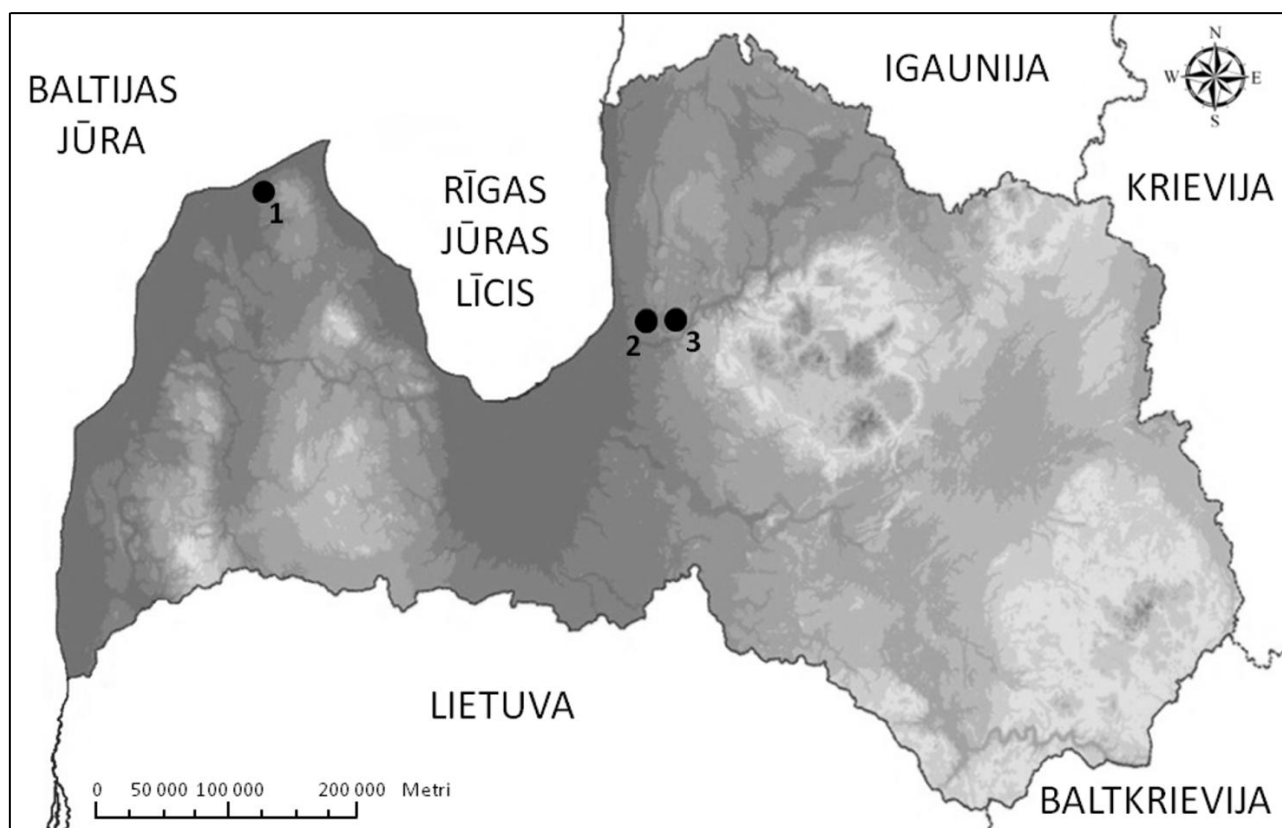 BALTIJAS
JŪRA
IGAUNIJA
N
W
E
S
KRIEVIJA
RĪGAS
JŪRAS
LĪCIS
1
2
3
LIETUVA
0 50 000 100 000 200 000 Metri
BALTKRIEVIJA